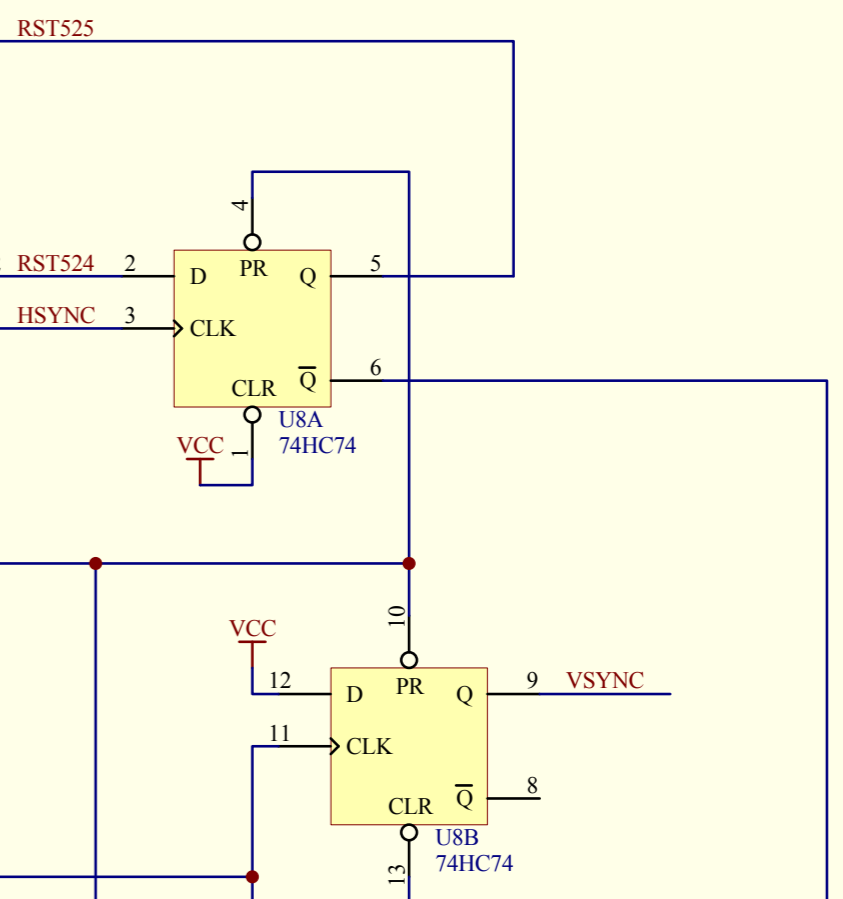 RST525
4
RST524 2 D PR Q 5
HSYNC 3 CLK
CLR Q̅ 6
U8A
VCC 1 74HC74
10
VCC
12 D PR Q 9 VSYNC
11 CLK
CLR Q̅ 8
U8B
13 74HC74